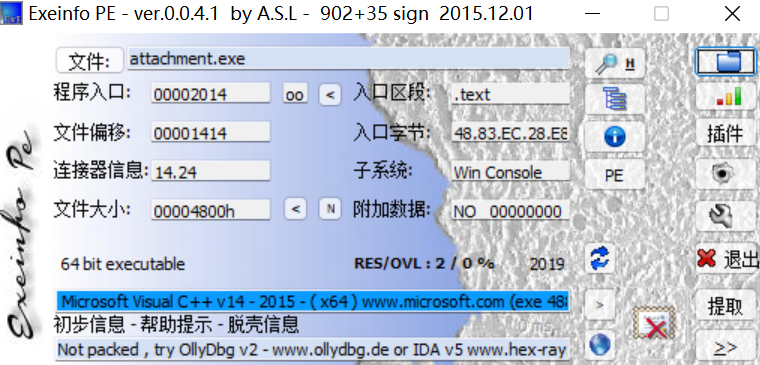 Exeinfo PE - ver.0.0.4.1 by A.S.L - 902+35 sign 2015.12.01
文件: attachment.exe H
程序入口: 00002014 oo < 入口区段: .text
文件偏移: 00001414 入口字节: 48.83.EC.28.E8 插件
连接器信息: 14.24 子系统: Win Console PE
文件大小: 00004800h < N 附加数据: NO 00000000
64 bit executable RES/OVL : 2 / 0 % 2019 退出
Microsoft Visual C++ v14 - 2015 - ( x64 ) www.microsoft.com (exe 48 > 提取
初步信息 - 帮助提示 - 脱壳信息 0 ms.
Not packed , try OllyDbg v2 - www.ollydbg.de or IDA v5 www.hex-ray >>
Exeinfo Pe